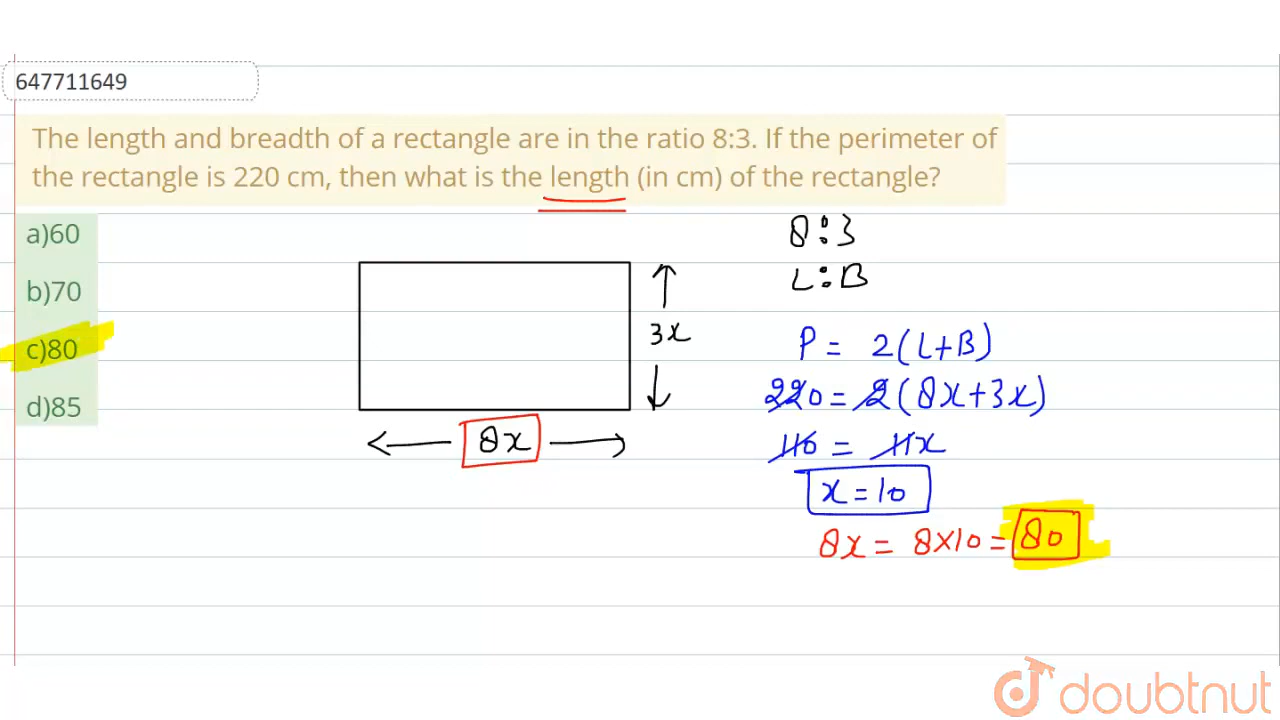 647711649
The length and breadth of a rectangle are in the ratio 8:3. If the perimeter of
the rectangle is 220 cm, then what is the length (in cm) of the rectangle?
a)60
b)70
c)80
d)85
3x
8x
8:3
L:B
P = 2(L+B)
220 = 2(8x+3x)
110 = 11x
x=10
8x = 8×10 = 80
doubtnut